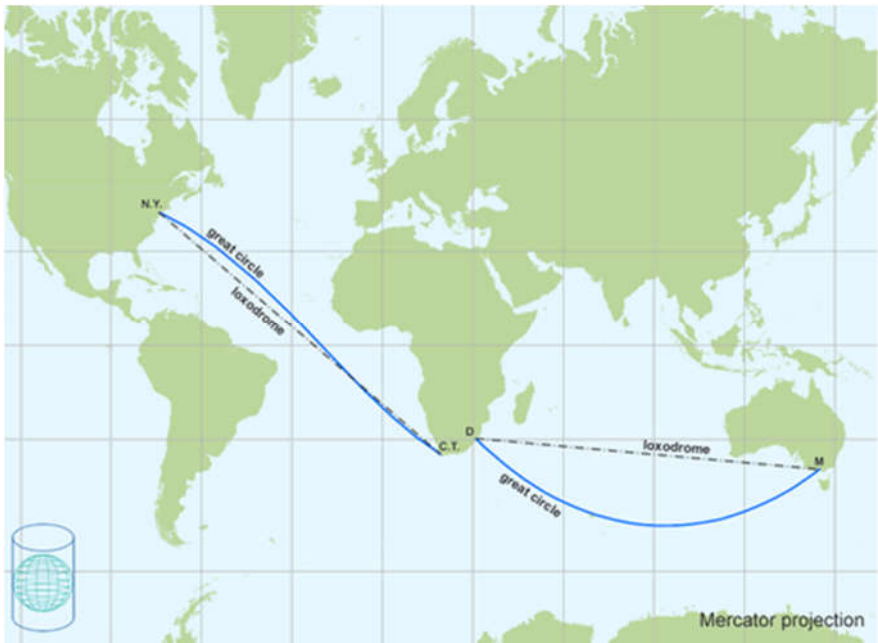 N.Y.
great circle
loxodrome
C.T.
D
loxodrome
M
great circle
Mercator projection